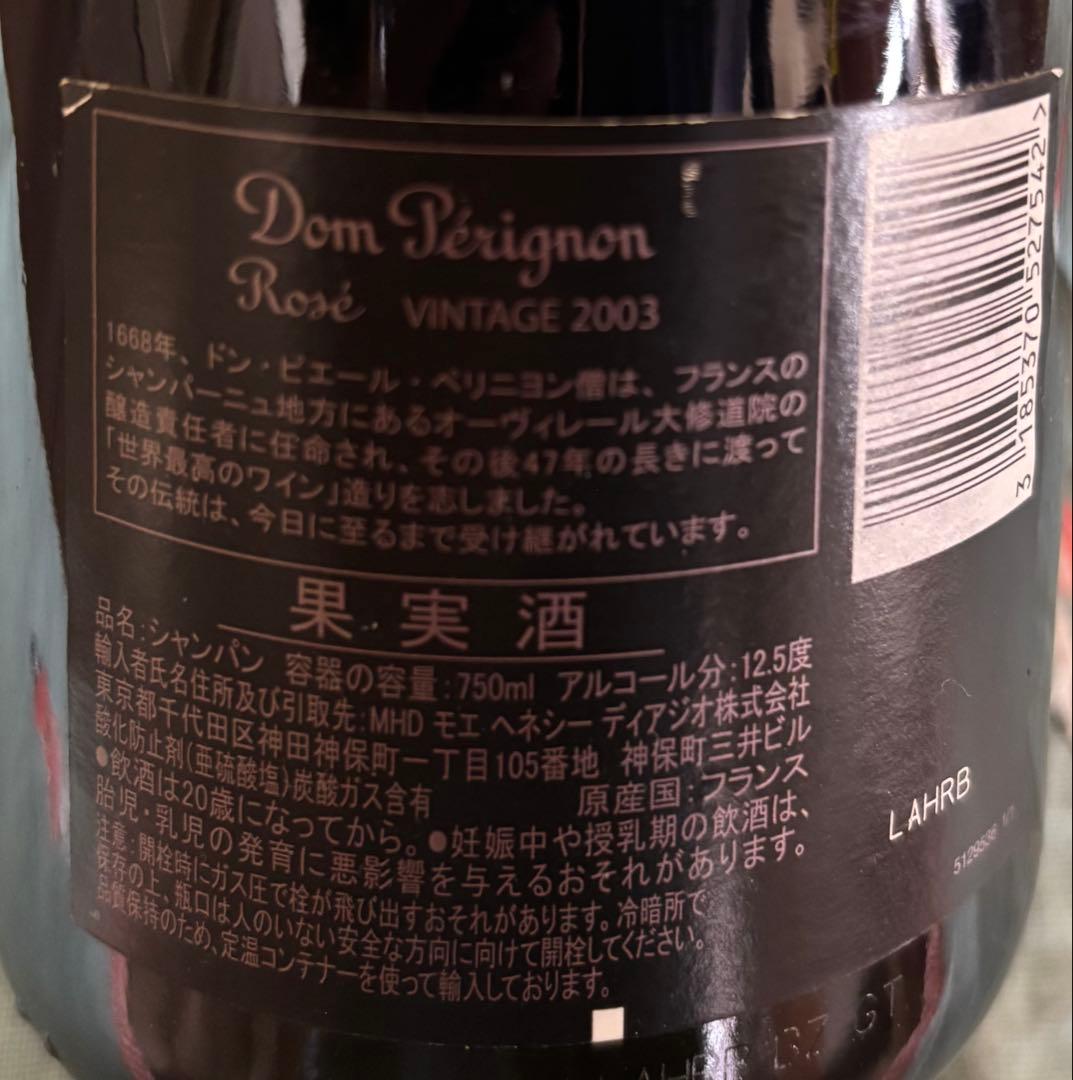 Dom Pérignon
Rosé VINTAGE 2003
1668年、ドン・ピエール・ペリニヨン僧は、フランスの
シャンパーニュ地方にあるオーヴィレール大修道院の
醸造責任者に任命され、その後47年の長きに渡って
「世界最高のワイン」造りを志しました。
その伝統は、今日に至るまで受け継がれています。
果実酒
品名:シャンパン 容器の容量:750ml アルコール分:12.5度
輸入者氏名住所及び引取先:MHD モエ ヘネシー ディアジオ株式会社
東京都千代田区神田神保町一丁目105番地 神保町三井ビル
酸化防止剤(亜硫酸塩)炭酸ガス含有 原産国:フランス
●飲酒は20歳になってから。●妊娠中や授乳期の飲酒は、
胎児・乳児の発育に悪影響を与えるおそれがあります。
注意:開栓時にガス圧で栓が飛び出すおそれがあります。冷暗所で
保存の上、瓶口は人のいない安全な方向に向けて開栓してください。
品質保持のため、定温コンテナーを使って輸入しております。
3 185370 527542 >
LAHRB
5129536 1/1